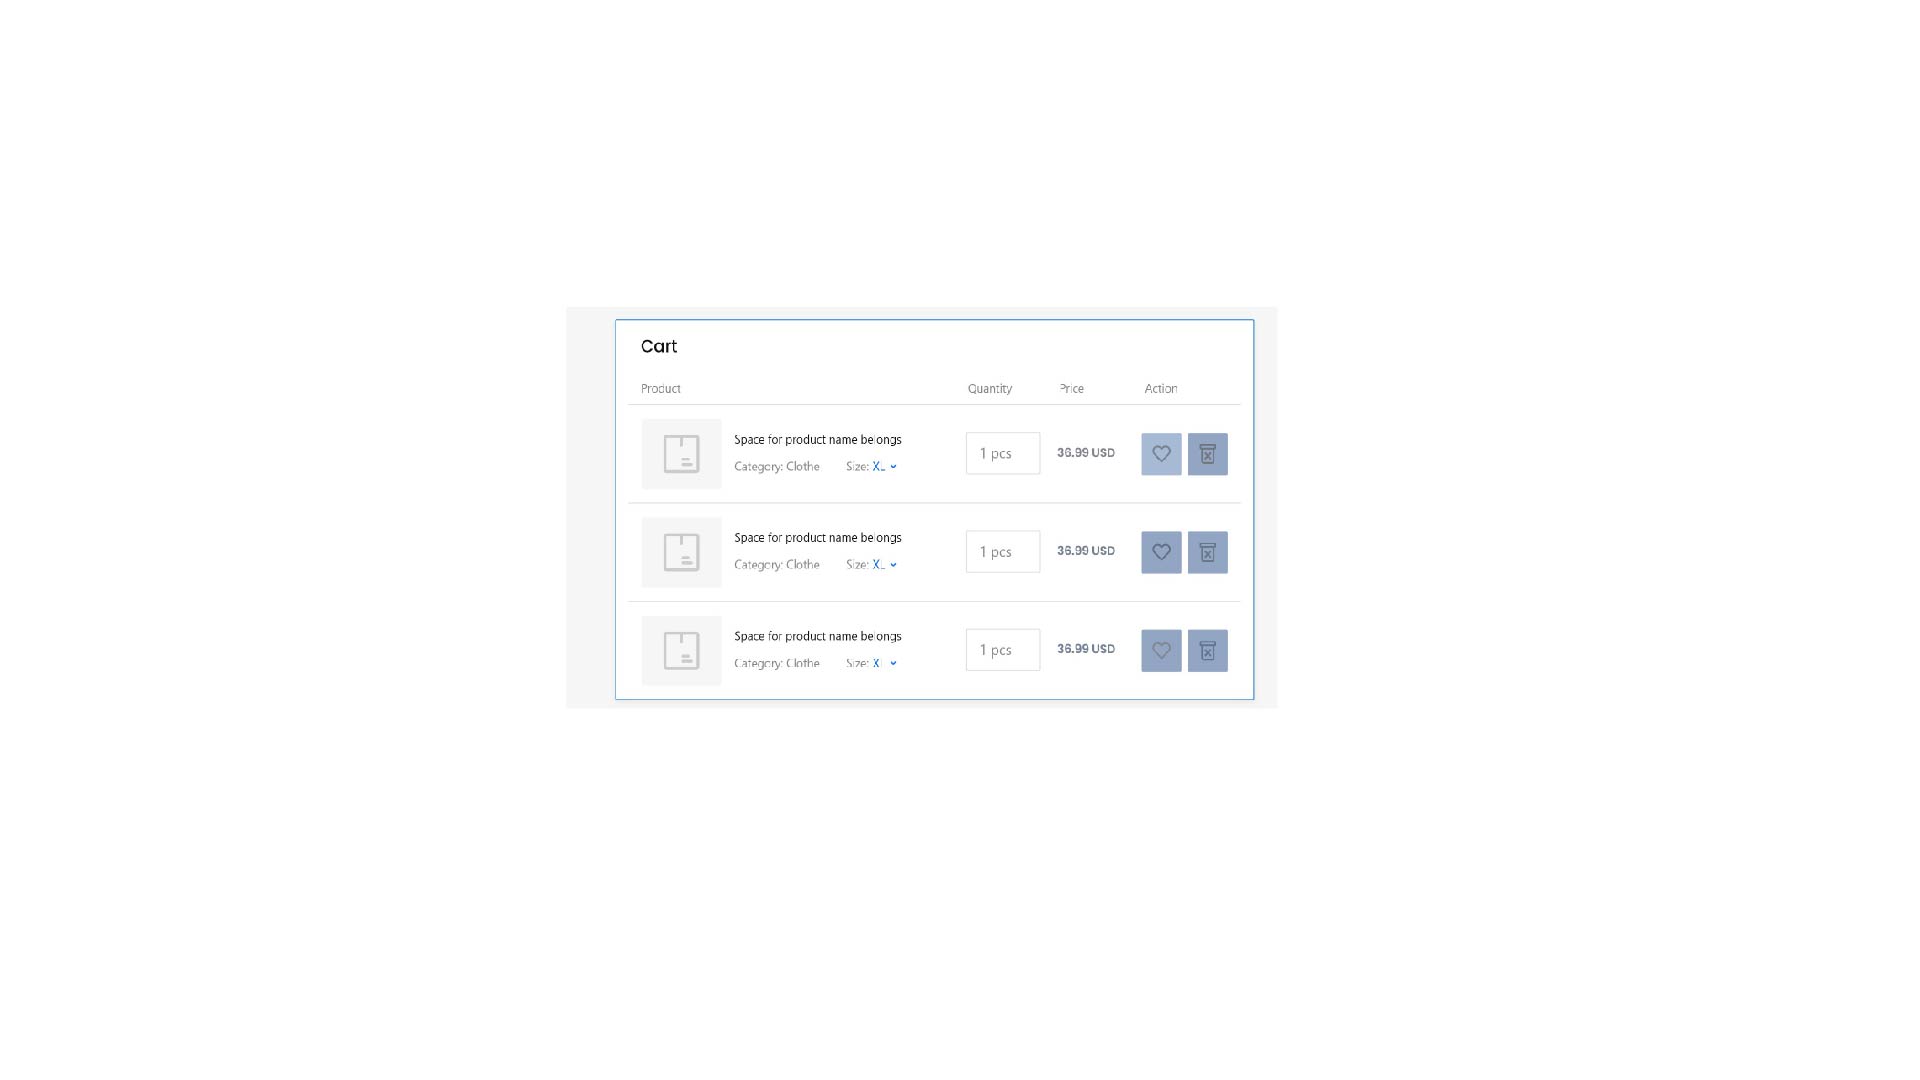 Cart
Product Quantity Price Action
Space for product name belongs
Category: Clothe Size: XL
1 pcs 36.99 USD
Space for product name belongs
Category: Clothe Size: XL
1 pcs 36.99 USD
Space for product name belongs
Category: Clothe Size: XL
1 pcs 36.99 USD